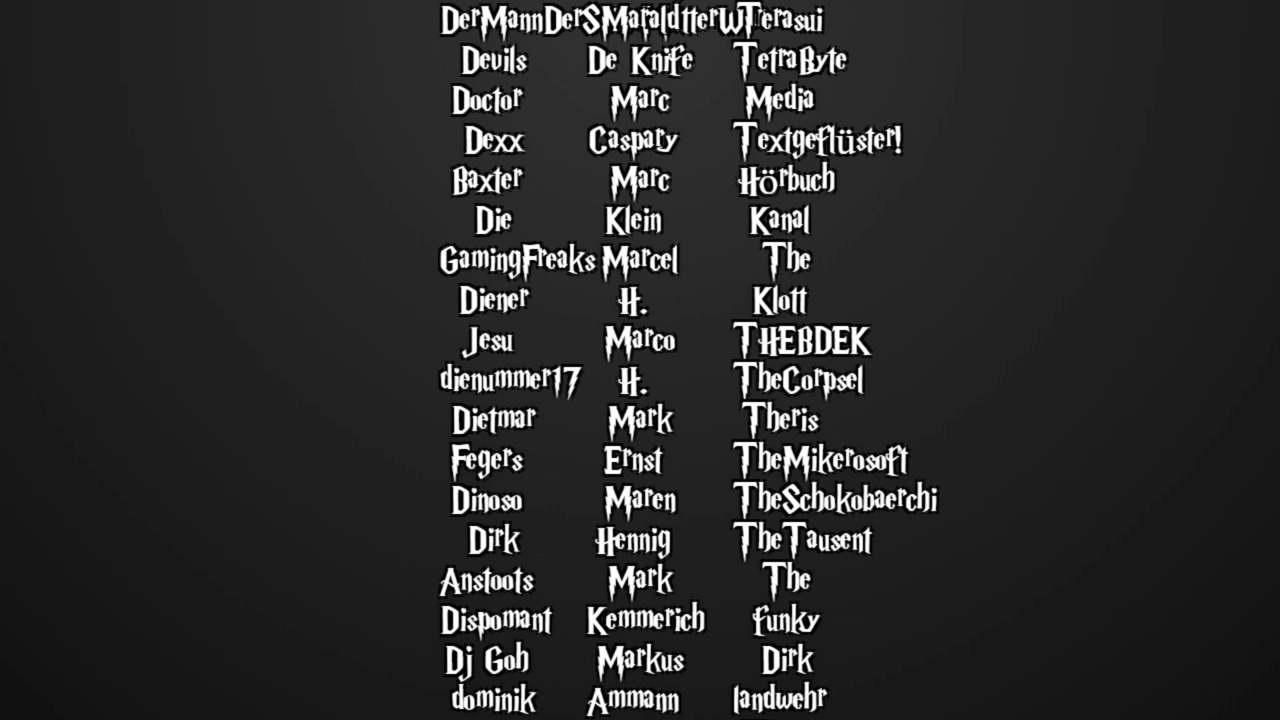 Terasui
Devils De Knife TetraByte
Doctor Marc Media
Dexx Caspary Textgeflüster!
Baxter Marc Hörbuch
Die Klein Kanal
GamingFreaks Marcel The
Diener H. Klott
Jesu Marco THEBDEK
dienummer17 H. TheCorpsel
Dietmar Mark Theris
Fegers Ernst TheMikerosoft
Dinoso Maren TheSchokobaerchi
Dirk Hennig TheTausent
Anstoots Mark The
Dispomant Kemmerich funky
Dj Goh Markus Dirk
dominik Ammann landwehr